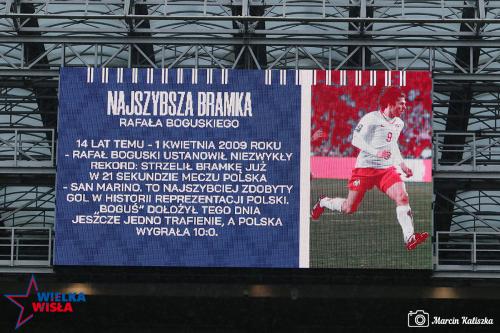 NAJSZYBSZA BRAMKA
RAFAŁA BOGUSKIEGO
14 LAT TEMU - 1 KWIETNIA 2009 ROKU
- RAFAŁ BOGUSKI USTANOWIŁ NIEZWYKŁY
REKORD: STRZELIŁ BRAMKĘ JUŻ
W 21 SEKUNDZIE MECZU POLSKA
- SAN MARINO. TO NAJSZYBCIEJ ZDOBYTY
GOL W HISTORII REPREZENTACJI POLSKI.
„BOGUŚ” DOŁOŻYŁ TEGO DNIA
JESZCZE JEDNO TRAFIENIE, A POLSKA
WYGRAŁA 10:0.
9
WIELKA
WISŁA
Marcin Kaliszka